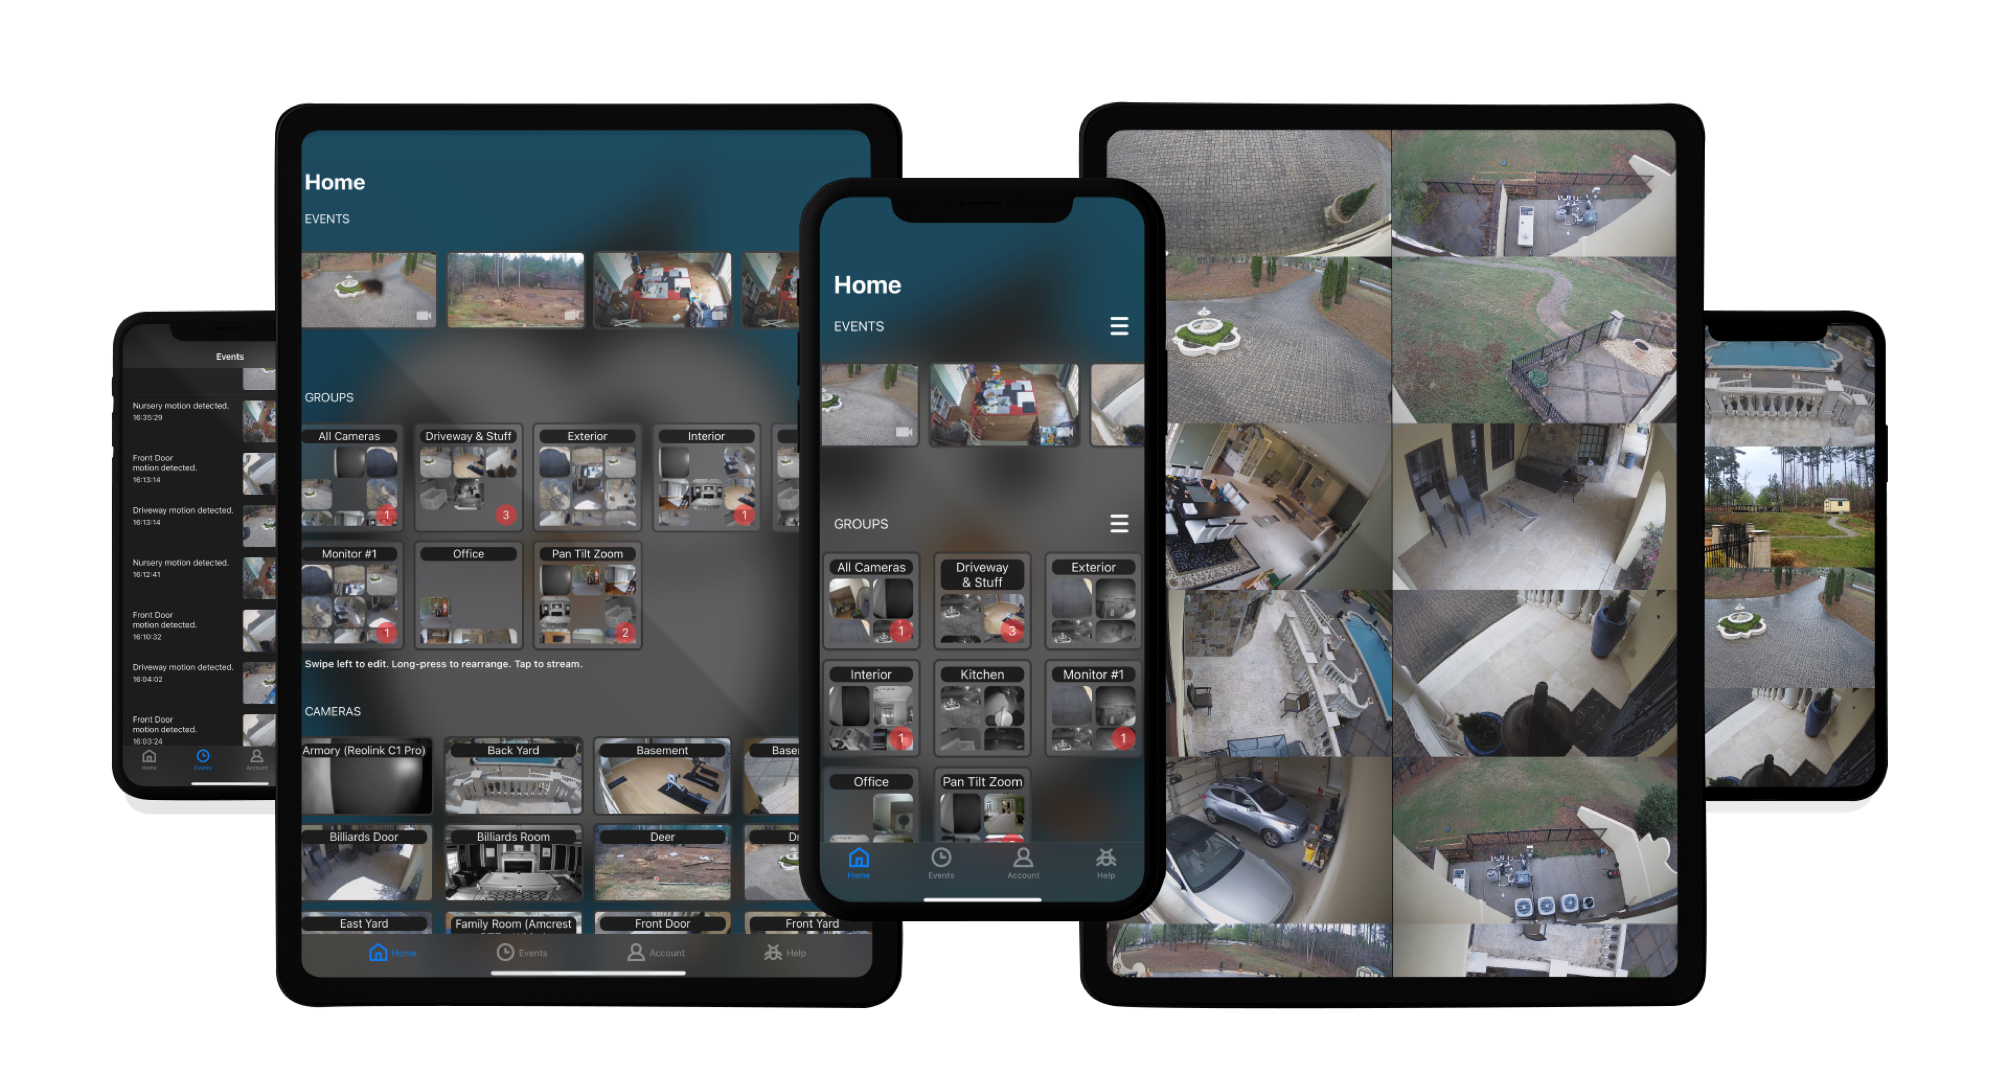 Events
Nursery motion detected.
16:35:29
Front Door
motion detected.
16:13:14
Driveway motion detected.
16:13:14
Nursery motion detected.
16:12:41
Front Door
motion detected.
16:10:32
Driveway motion detected.
16:04:02
Front Door
motion detected.
16:03:24
Home
Events
Account
Home
EVENTS
GROUPS
All Cameras
1
Driveway & Stuff
3
Exterior
Interior
1
Monitor #1
1
Office
Pan Tilt Zoom
2
Swipe left to edit. Long-press to rearrange. Tap to stream.
CAMERAS
Armory (Reolink C1 Pro)
Back Yard
Basement
Billiards Door
Billiards Room
Deer
East Yard
Family Room (Amcrest
Front Door
Front Yard
Home
Events
Account
Help
Home
EVENTS
GROUPS
All Cameras
1
Driveway
& Stuff
3
Exterior
Interior
1
Kitchen
Monitor #1
1
Office
Pan Tilt Zoom
Home
Events
Account
Help